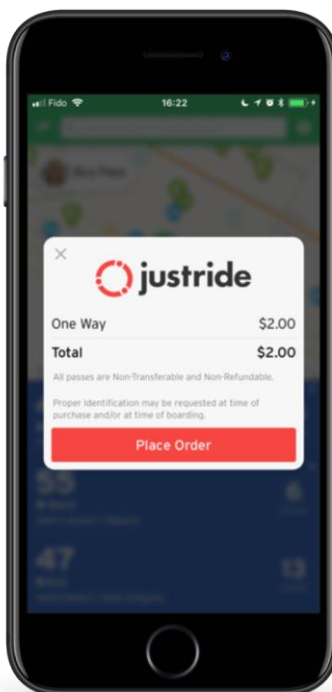 Fido 16:22
Buy Pass
justride
One Way $2.00
Total $2.00
All passes are Non-Transferable and Non-Refundable.
Proper Identification may be requested at time of
purchase and/or at time of boarding.
Place Order
55 6
47 13